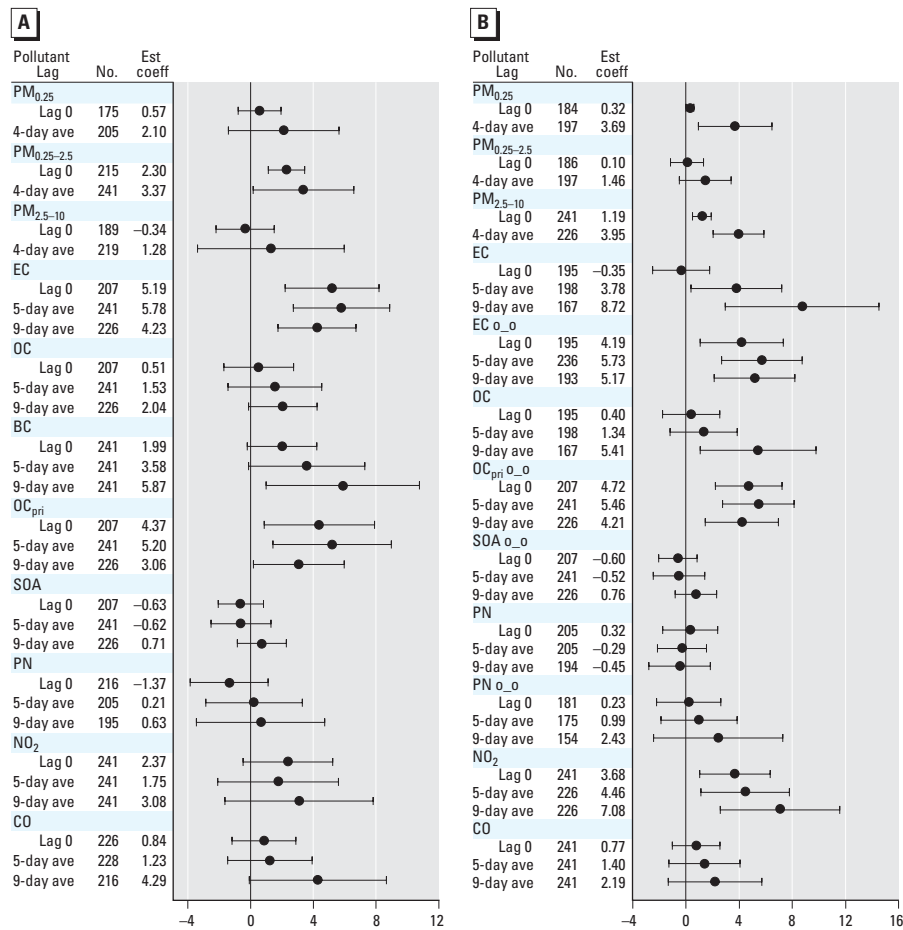 A
Pollutant Est
Lag No. coeff
PM0.25
Lag 0 175 0.57
4-day ave 205 2.10
PM0.25–2.5
Lag 0 215 2.30
4-day ave 241 3.37
PM2.5–10
Lag 0 189 –0.34
4-day ave 219 1.28
EC
Lag 0 207 5.19
5-day ave 241 5.78
9-day ave 226 4.23
OC
Lag 0 207 0.51
5-day ave 241 1.53
9-day ave 226 2.04
BC
Lag 0 241 1.99
5-day ave 241 3.58
9-day ave 241 5.87
OCpri
Lag 0 207 4.37
5-day ave 241 5.20
9-day ave 226 3.06
SOA
Lag 0 207 –0.63
5-day ave 241 –0.62
9-day ave 226 0.71
PN
Lag 0 216 –1.37
5-day ave 205 0.21
9-day ave 195 0.63
NO2
Lag 0 241 2.37
5-day ave 241 1.75
9-day ave 241 3.08
CO
Lag 0 226 0.84
5-day ave 228 1.23
9-day ave 216 4.29
–4 0 4 8 12
B
Pollutant Est
Lag No. coeff
PM0.25
Lag 0 184 0.32
4-day ave 197 3.69
PM0.25–2.5
Lag 0 186 0.10
4-day ave 197 1.46
PM2.5–10
Lag 0 241 1.19
4-day ave 226 3.95
EC
Lag 0 195 –0.35
5-day ave 198 3.78
9-day ave 167 8.72
EC o_o
Lag 0 195 4.19
5-day ave 236 5.73
9-day ave 193 5.17
OC
Lag 0 195 0.40
5-day ave 198 1.34
9-day ave 167 5.41
OCpri o_o
Lag 0 207 4.72
5-day ave 241 5.46
9-day ave 226 4.21
SOA o_o
Lag 0 207 –0.60
5-day ave 241 –0.52
9-day ave 226 0.76
PN
Lag 0 205 0.32
5-day ave 205 –0.29
9-day ave 194 –0.45
PN o_o
Lag 0 181 0.23
5-day ave 175 0.99
9-day ave 154 2.43
NO2
Lag 0 241 3.68
5-day ave 226 4.46
9-day ave 226 7.08
CO
Lag 0 241 0.77
5-day ave 241 1.40
9-day ave 241 2.19
–4 0 4 8 12 16